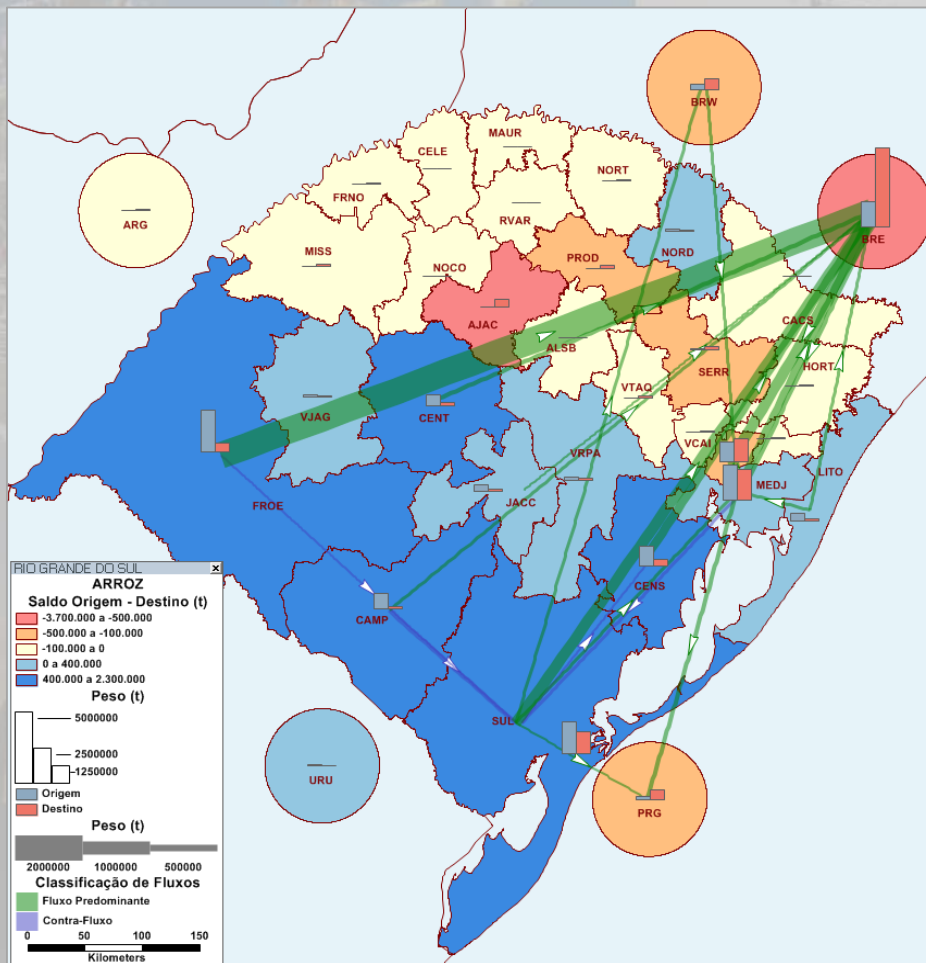 BRW
MAUR
CELE
NORT
FRNO
RVAR
ARG
BRE
MISS
NOCO
PROD
NORD
AJAC
CACS
ALSB
HORT
SERR
VTAQ
VJAG
CENT
VCAI
VRPA
LITO
MEDJ
JACC
FROE
CENS
CAMP
SUL
URU
PRG
RIO GRANDE DO SUL
ARROZ
Saldo Origem - Destino (t)
-3.700.000 a -500.000
-500.000 a -100.000
-100.000 a 0
0 a 400.000
400.000 a 2.300.000
Peso (t)
5000000
2500000
1250000
Origem
Destino
Peso (t)
2000000 1000000 500000
Classificação de Fluxos
Fluxo Predominante
Contra-Fluxo
0 50 100 150
Kilometers